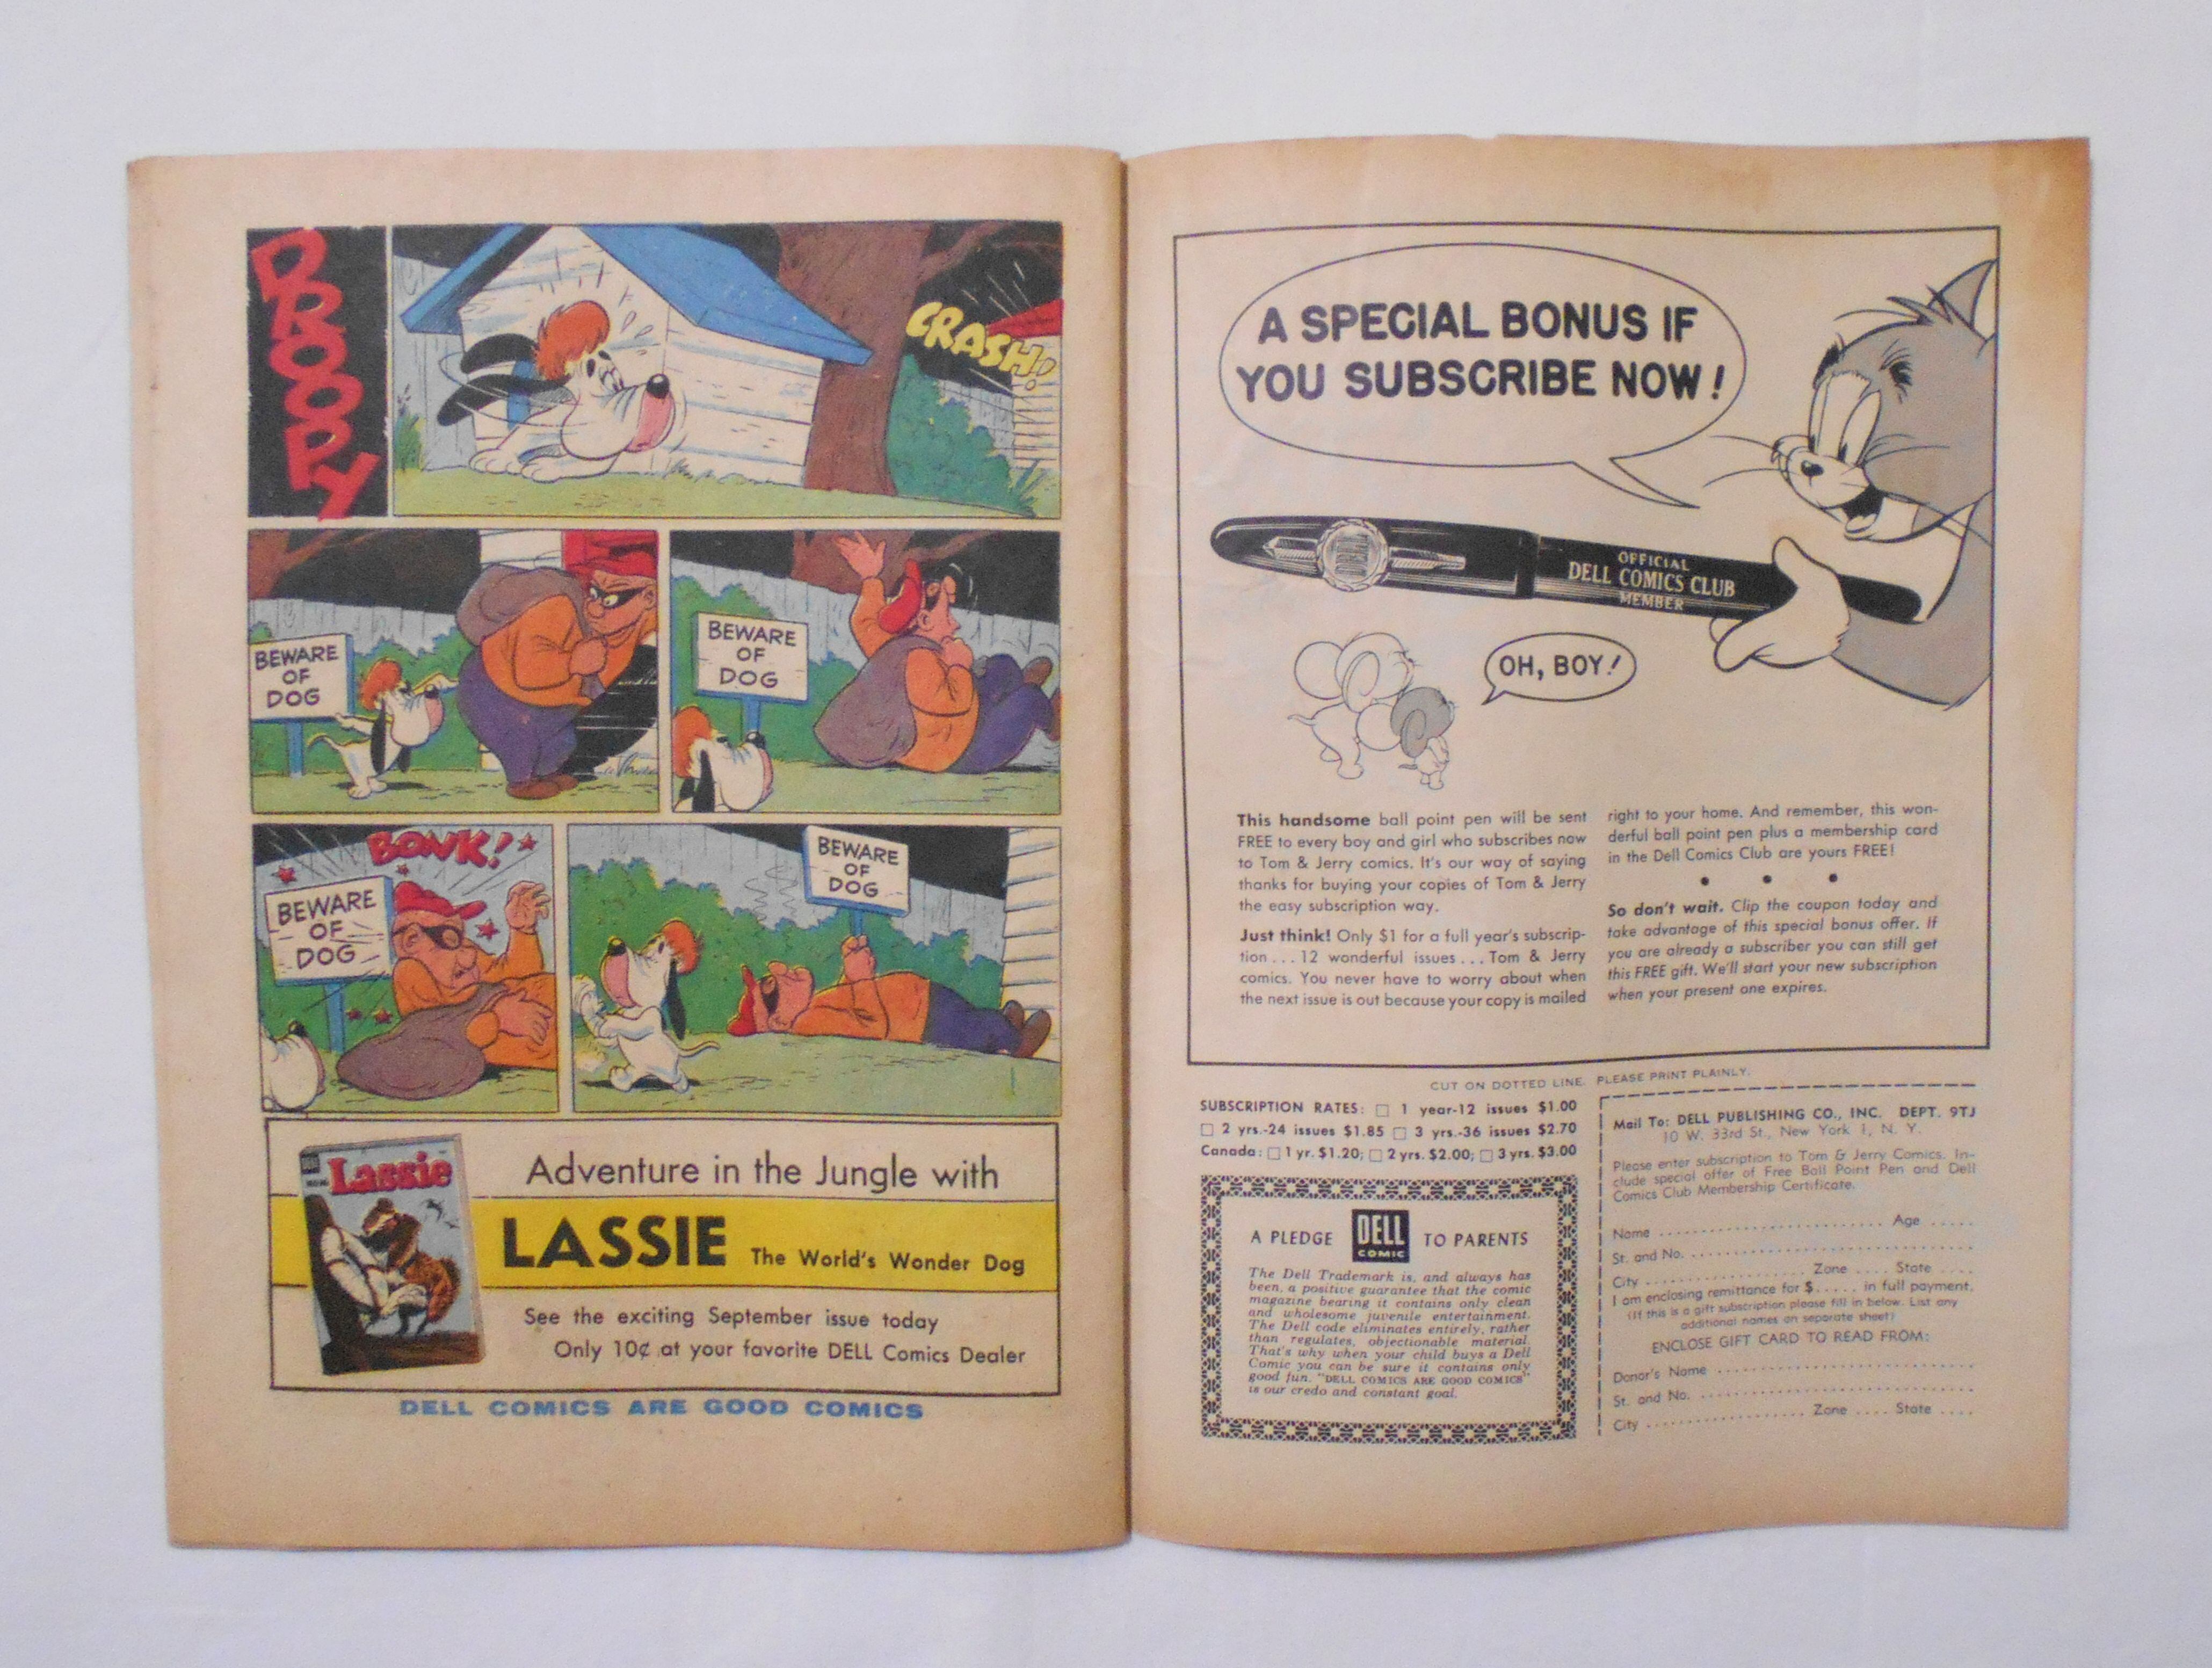 DROOPY
CRASH!
BEWARE
OF
DOG
BEWARE
OF
DOG
BONK!
BEWARE
OF
DOG
BEWARE
OF
DOG
Lassie
Adventure in the Jungle with
LASSIE The World's Wonder Dog
See the exciting September issue today
Only 10¢ at your favorite DELL Comics Dealer
DELL COMICS ARE GOOD COMICS
A SPECIAL BONUS IF
YOU SUBSCRIBE NOW!
OFFICIAL
DELL COMICS CLUB
MEMBER
OH, BOY!
This handsome ball point pen will be sent
FREE to every boy and girl who subscribes now
to Tom & Jerry comics. It's our way of saying
thanks for buying your copies of Tom & Jerry
the easy subscription way.
Just think! Only $1 for a full year's subscrip-
tion . . . 12 wonderful issues . . . Tom & Jerry
comics. You never have to worry about when
the next issue is out because your copy is mailed
right to your home. And remember, this won-
derful ball point pen plus a membership card
in the Dell Comics Club are yours FREE!
• • •
So don't wait. Clip the coupon today and
take advantage of this special bonus offer. If
you are already a subscriber you can still get
this FREE gift. We'll start your new subscription
when your present one expires.
CUT ON DOTTED LINE. PLEASE PRINT PLAINLY.
SUBSCRIPTION RATES: □ 1 year-12 issues $1.00
□ 2 yrs.-24 issues $1.85 □ 3 yrs.-36 issues $2.70
Canada: □ 1 yr. $1.20; □ 2 yrs. $2.00; □ 3 yrs. $3.00
A PLEDGE DELL COMIC TO PARENTS
The Dell Trademark is, and always has
been, a positive guarantee that the comic
magazine bearing it contains only clean
and wholesome juvenile entertainment.
The Dell code eliminates entirely, rather
than regulates, objectionable material.
That's why when your child buys a Dell
Comic you can be sure it contains only
good fun. "DELL COMICS ARE GOOD COMICS"
is our credo and constant goal.
Mail To: DELL PUBLISHING CO., INC. DEPT. 9TJ
10 W. 33rd St., New York 1, N. Y.
Please enter subscription to Tom & Jerry Comics. In-
clude special offer of Free Ball Point Pen and Dell
Comics Club Membership Certificate.
Name .............................. Age .....
St. and No. ..............................
City .................... Zone .... State ....
I am enclosing remittance for $..... in full payment.
(If this is a gift subscription please fill in below. List any
additional names on separate sheet)
ENCLOSE GIFT CARD TO READ FROM:
Donor's Name ..............................
St. and No. ..............................
City .................... Zone .... State ....